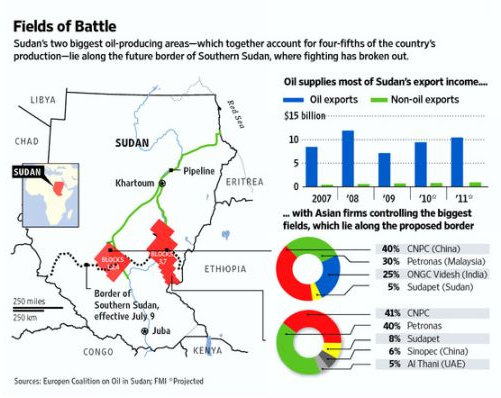 Fields of Battle
Sudan's two biggest oil-producing areas—which together account for four-fifths of the country's
production—lie along the future border of Southern Sudan, where fighting has broken out.
LIBYA
CHAD
Red Sea
SUDAN
Pipeline
Khartoum
ERITREA
SUDAN
BLOCKS
BLOCKS
ETHIOPIA
Border of
Southern Sudan,
effective July 9
250 miles
250 km
Juba
CONGO
KENYA
Oil supplies most of Sudan's export income....
Oil exports
Non-oil exports
$15 billion
10
5
0
2007
'08
'09
'10*
'11*
... with Asian firms controlling the biggest
fields, which lie along the proposed border
40% CNPC (China)
30% Petronas (Malaysia)
25% ONGC Videsh (India)
5% Sudapet (Sudan)
41% CNPC
40% Petronas
8% Sudapet
6% Sinopec (China)
5% Al Thani (UAE)
Sources: Europen Coalition on Oil in Sudan; FMI *Projected